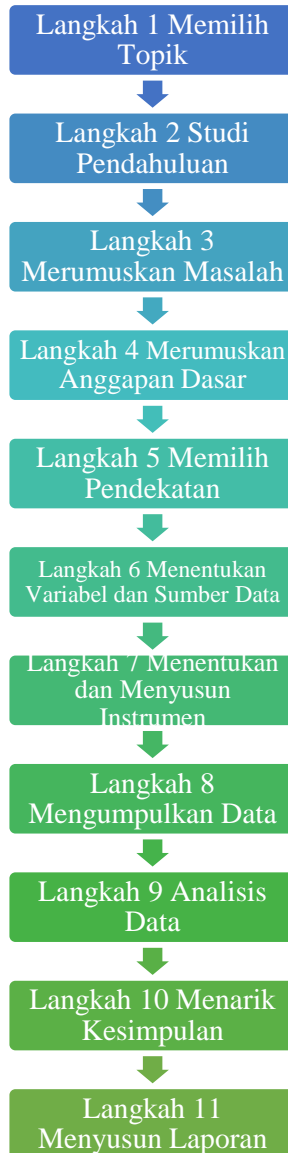 Langkah 1 Memilih
Topik
Langkah 2 Studi
Pendahuluan
Langkah 3
Merumuskan Masalah
Langkah 4 Merumuskan
Anggapan Dasar
Langkah 5 Memilih
Pendekatan
Langkah 6 Menentukan
Variabel dan Sumber Data
Langkah 7 Menentukan
dan Menyusun
Instrumen
Langkah 8
Mengumpulkan Data
Langkah 9 Analisis
Data
Langkah 10 Menarik
Kesimpulan
Langkah 11
Menyusun Laporan